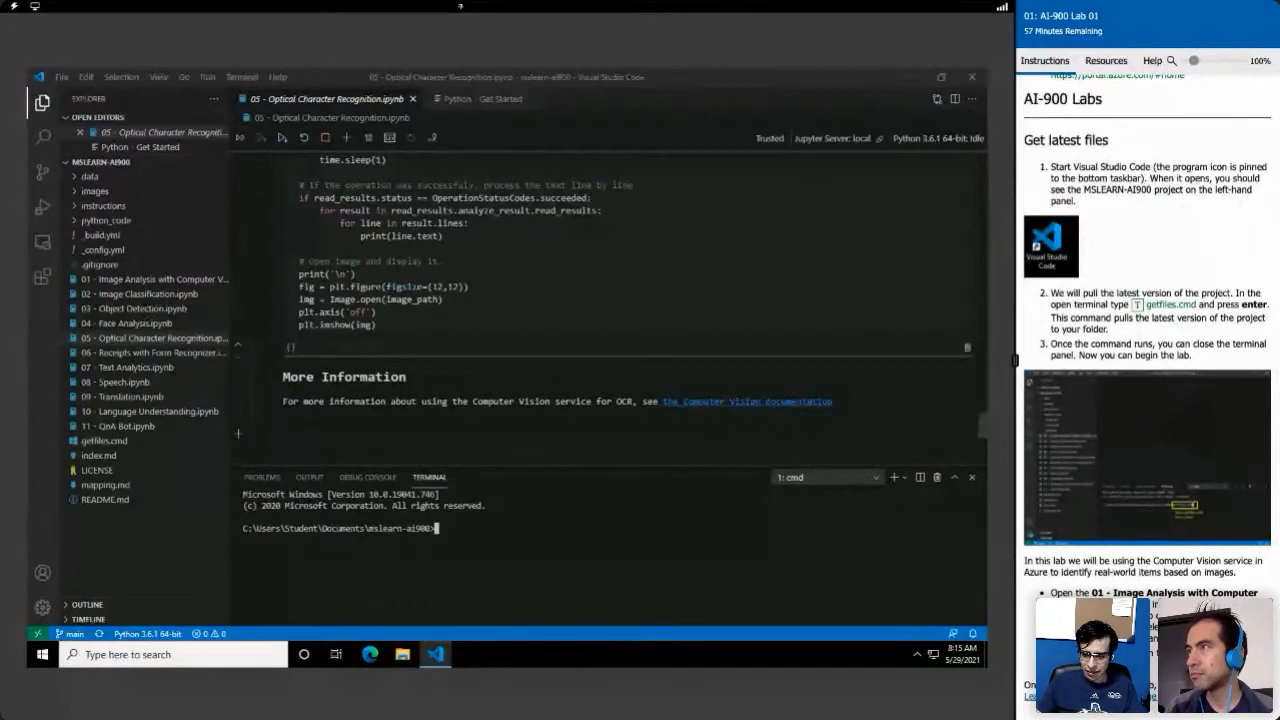 File Edit Selection View Go Run Terminal Help
05 - Optical Character Recognition.ipynb - mslearn-ai900 - Visual Studio Code
EXPLORER
OPEN EDITORS
05 - Optical Character Recogniti...
Python · Get Started
MSLEARN-AI900
data
images
instructions
python_code
_build.yml
_config.yml
.gitignore
01 - Image Analysis with Computer V...
02 - Image Classification.ipynb
03 - Object Detection.ipynb
04 - Face Analysis.ipynb
05 - Optical Character Recognition.ip...
06 - Receipts with Form Recognizer.i...
07 - Text Analytics.ipynb
08 - Speech.ipynb
09 - Translation.ipynb
10 - Language Understanding.ipynb
11 - QnA Bot.ipynb
getfiles.cmd
index.md
LICENSE
mapping.md
README.md
OUTLINE
TIMELINE
05 - Optical Character Recognition.ipynb
Python · Get Started
05 - Optical Character Recognition.ipynb
Trusted Jupyter Server: local Python 3.6.1 64-bit: Idle
time.sleep(1)
# If the operation was successfuly, process the text line by line
if read_results.status == OperationStatusCodes.succeeded:
for result in read_results.analyze_result.read_results:
for line in result.lines:
print(line.text)
# Open image and display it.
print('\n')
fig = plt.figure(figsize=(12,12))
img = Image.open(image_path)
plt.axis('off')
plt.imshow(img)
More Information
For more information about using the Computer Vision service for OCR, see the Computer Vision documentation
PROBLEMS OUTPUT TERMINAL
1: cmd
Microsoft Windows [Version 10.0.19041.746]
(c) 2020 Microsoft Corporation. All rights reserved.
C:\Users\Student\Documents\mslearn-ai900>
main Python 3.6.1 64-bit 0 0
Type here to search
8:15 AM
5/29/2021
01: AI-900 Lab 01
57 Minutes Remaining
Instructions Resources Help 100%
https://portal.azure.com/#home
AI-900 Labs
Get latest files
1. Start Visual Studio Code (the program icon is pinned
to the bottom taskbar). When it opens, you should
see the MSLEARN-AI900 project on the left-hand
panel.
Visual Studio
Code
2. We will pull the latest version of the project. In the
open terminal type T getfiles.cmd and press enter.
This command pulls the latest version of the project
to your folder.
3. Once the command runs, you can close the terminal
panel. Now you can begin the lab.
In this lab we will be using the Computer Vision service in
Azure to identify real-world items based on images.
Open the 01 - Image Analysis with Computer